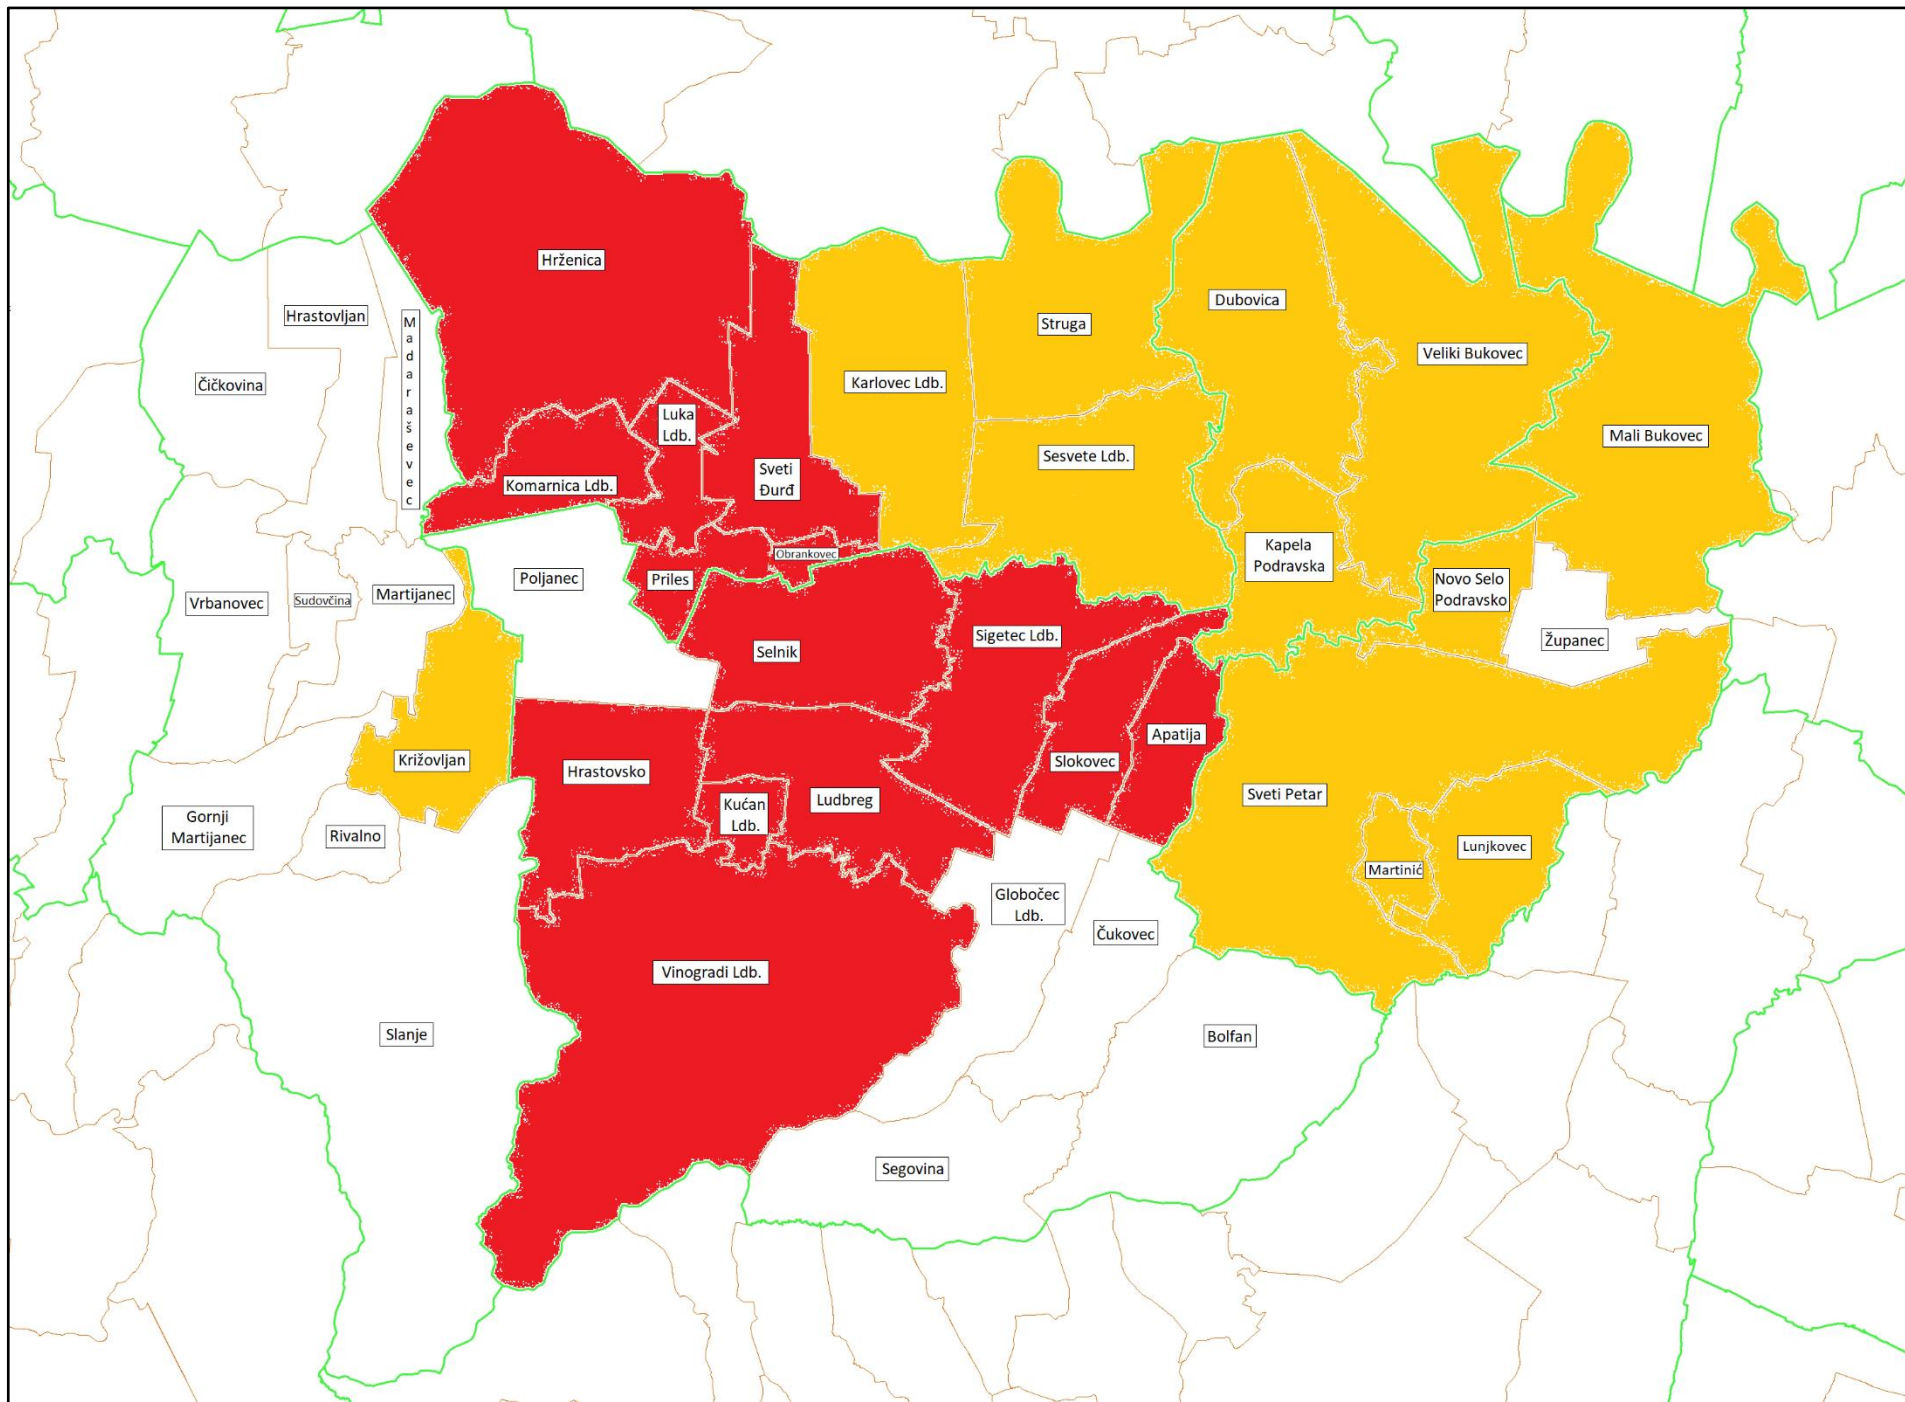 Hrženica
Hrastovljan
Madaraševec
Čičkovina
Struga
Dubovica
Veliki Bukovec
Karlovec Ldb.
Luka
Ldb.
Mali Bukovec
Sesvete Ldb.
Komarnica Ldb.
Sveti
Đurđ
Obrankovec
Kapela
Podravska
Poljanec
Priles
Novo Selo
Podravsko
Vrbanovec
Sudovčina
Martijanec
Sigetec Ldb.
Županec
Selnik
Apatija
Križovljan
Hrastovsko
Slokovec
Ludbreg
Sveti Petar
Kućan
Ldb.
Gornji
Martijanec
Rivalno
Lunjkovec
Martinić
Globočec
Ldb.
Čukovec
Vinogradi Ldb.
Slanje
Bolfan
Segovina